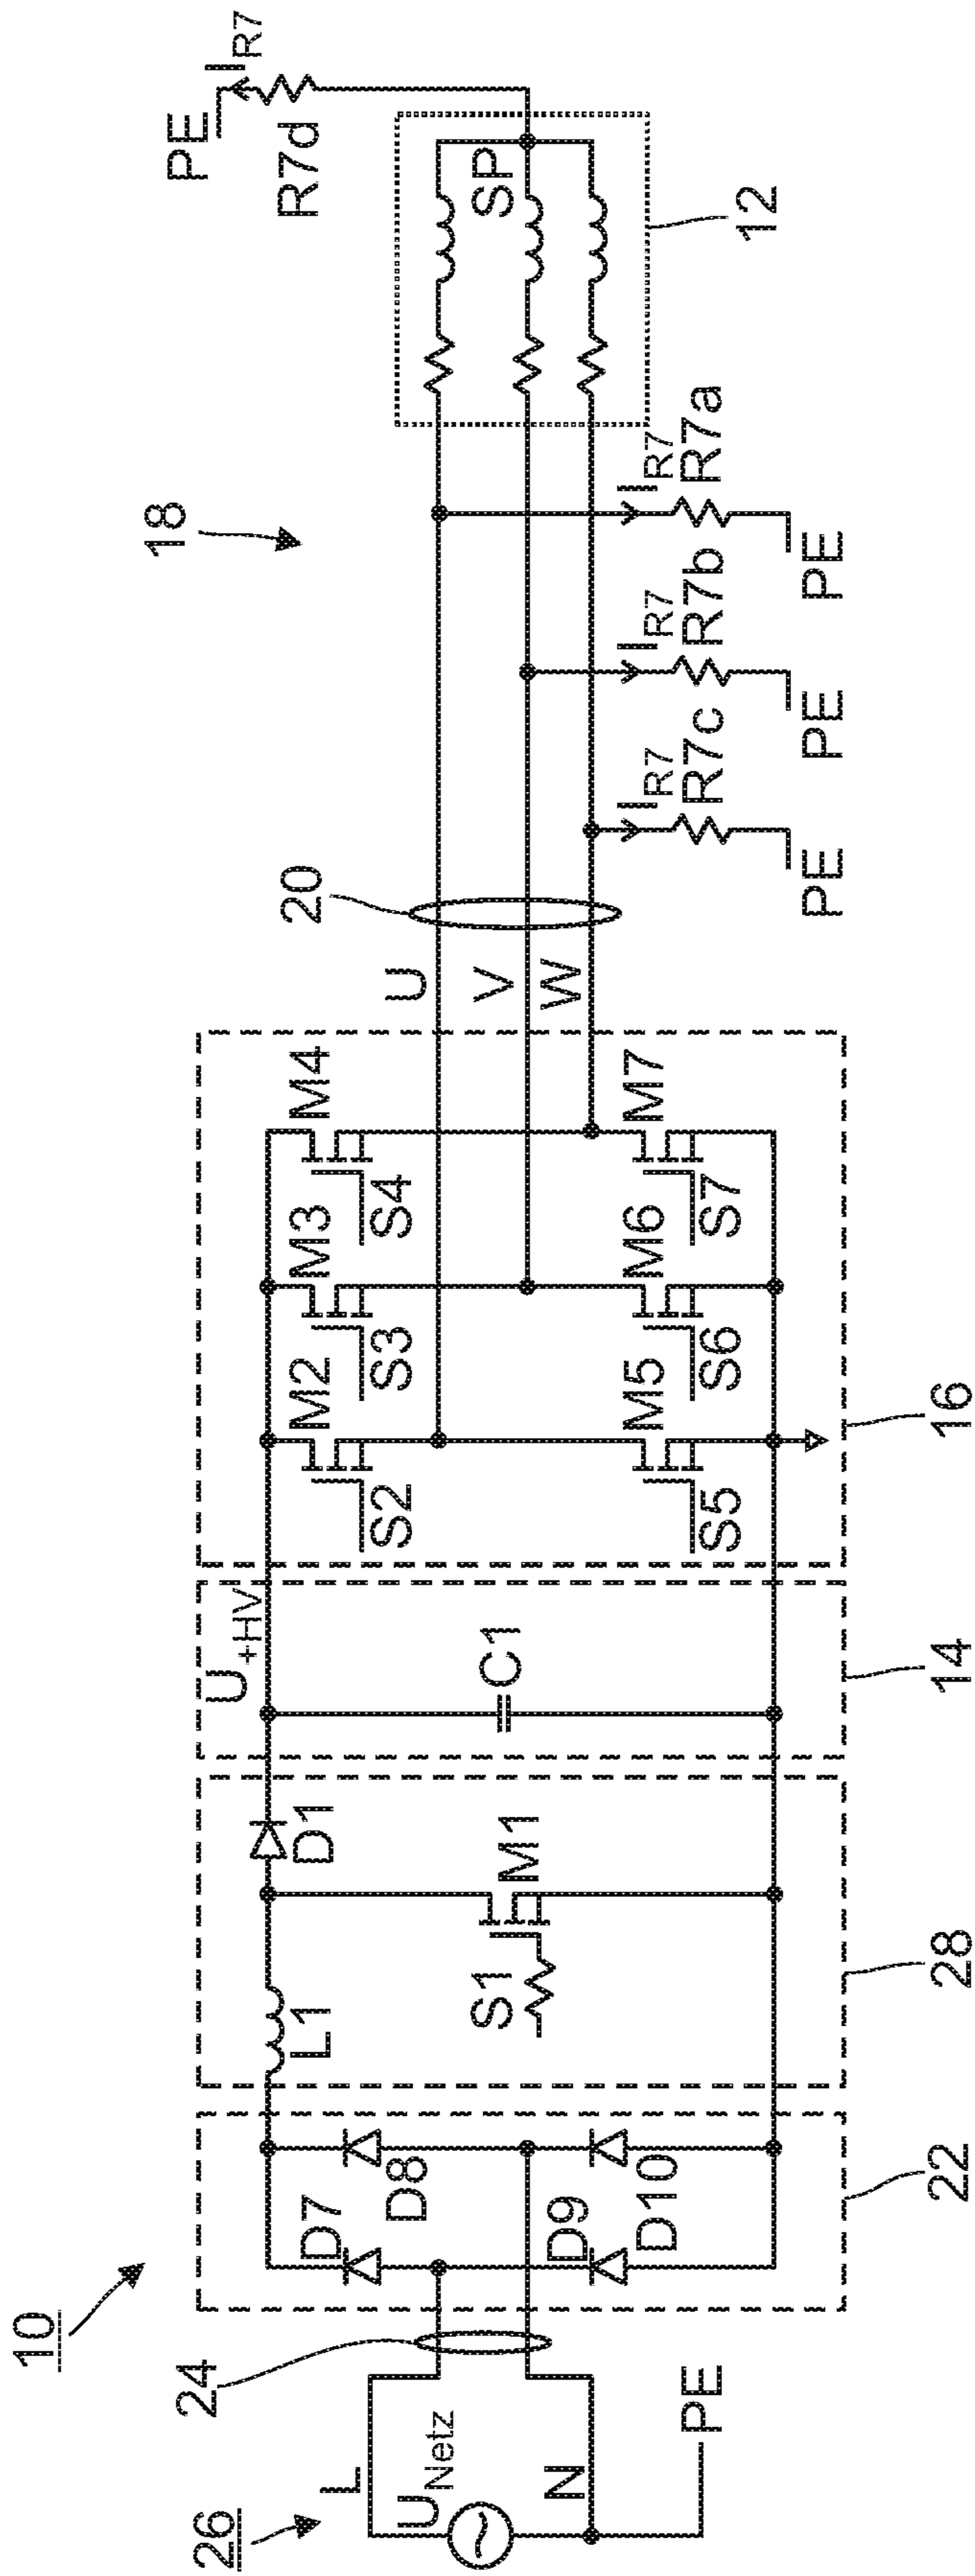 10
26
L
U_Netz
N
PE
24
D7
D8
D9
D10
22
L1
D1
S1
M1
28
U_+HV
C1
14
M2
M3
M4
S2
S3
S4
M5
M6
M7
S5
S6
S7
16
U
V
W
20
18
I_R7
R7c
PE
I_R7
R7b
PE
I_R7
R7a
PE
SP
12
PE
I_R7
R7d